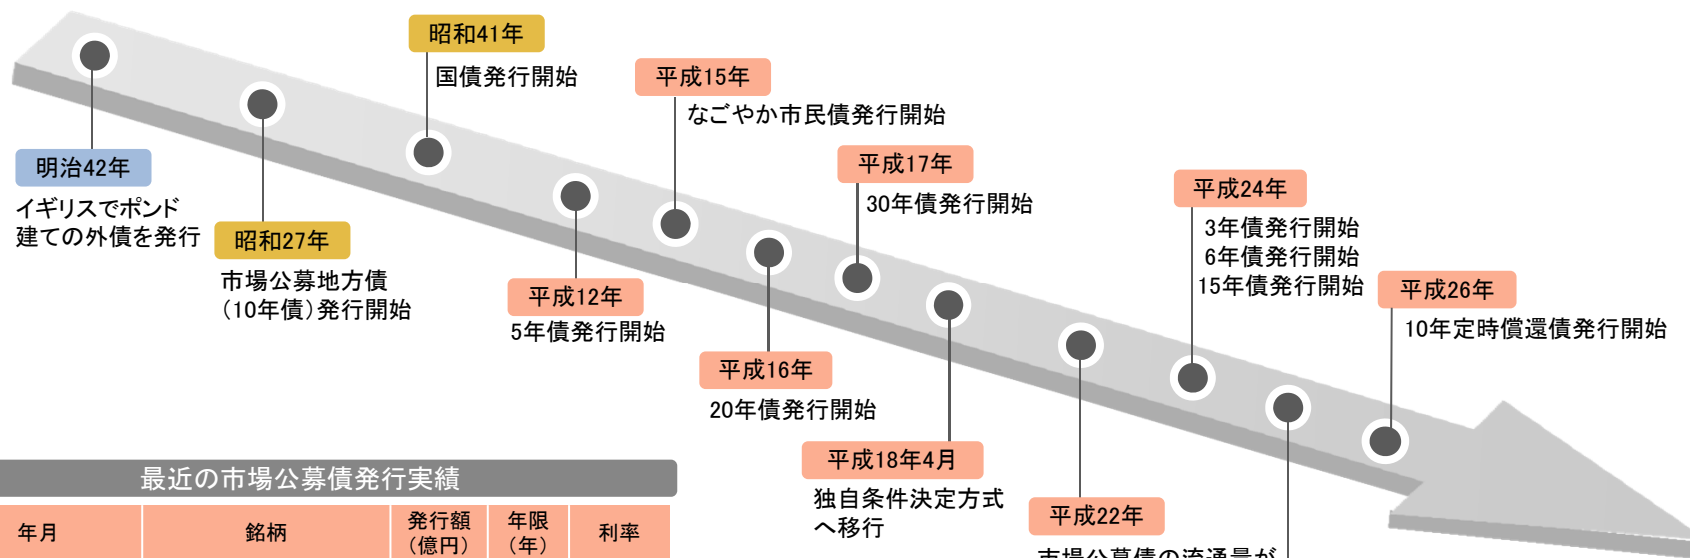 明治42年
イギリスでポンド
建ての外債を発行
昭和27年
市場公募地方債
（10年債）発行開始
昭和41年
国債発行開始
平成12年
5年債発行開始
平成15年
なごやか市民債発行開始
平成16年
20年債発行開始
平成17年
30年債発行開始
平成18年4月
独自条件決定方式
へ移行
平成22年
市場公募債の流通量が
平成24年
3年債発行開始
6年債発行開始
15年債発行開始
平成26年
10年定時償還債発行開始
最近の市場公募債発行実績
年月 銘柄 発行額（億円） 年限（年） 利率